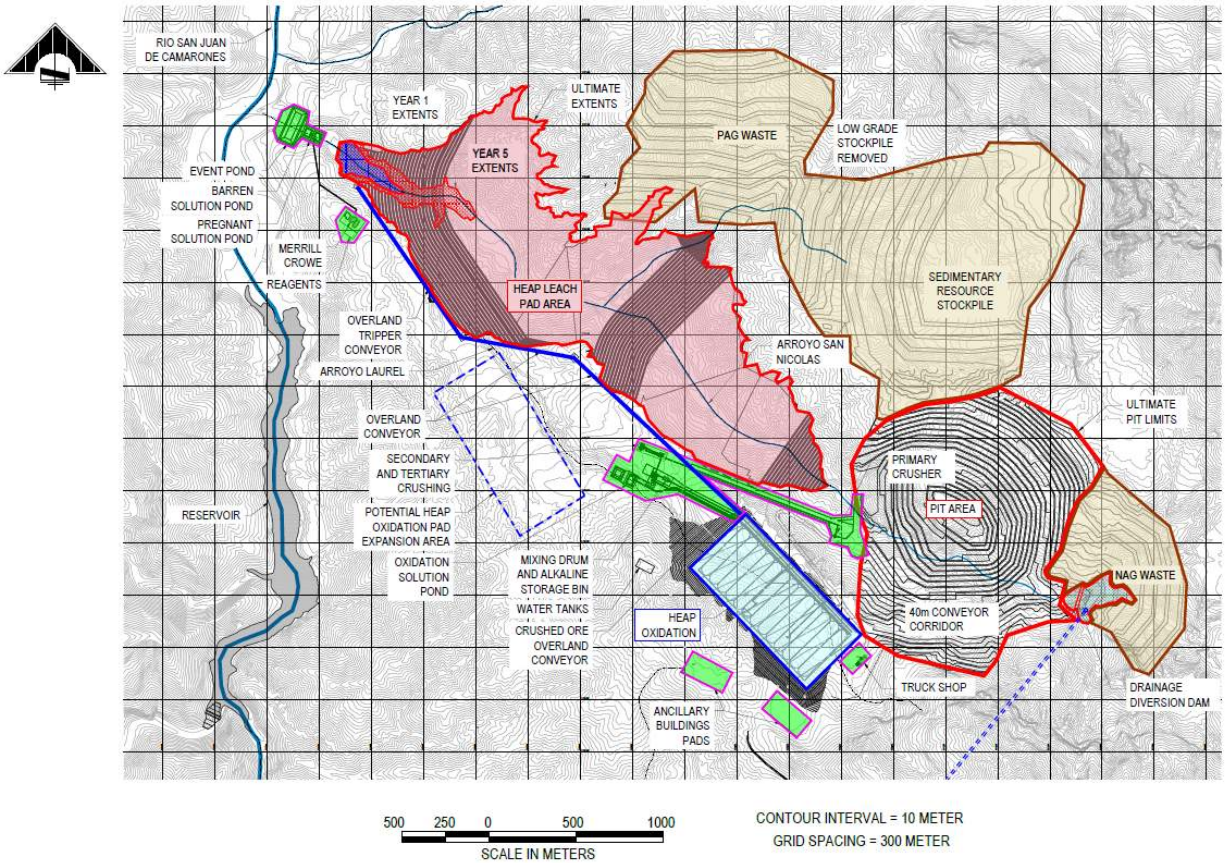 RIO SAN JUAN
DE CAMARONES
YEAR 1
EXTENTS
ULTIMATE
EXTENTS
YEAR 5
EXTENTS
PAG WASTE
LOW GRADE
STOCKPILE
REMOVED
EVENT POND
BARREN
SOLUTION POND
PREGNANT
SOLUTION POND
MERRILL
CROWE
REAGENTS
HEAP LEACH
PAD AREA
SEDIMENTARY
RESOURCE
STOCKPILE
OVERLAND
TRIPPER
CONVEYOR
ARROYO LAUREL
ARROYO SAN
NICOLAS
OVERLAND
CONVEYOR
SECONDARY
AND TERTIARY
CRUSHING
POTENTIAL HEAP
OXIDATION PAD
EXPANSION AREA
OXIDATION
SOLUTION
POND
RESERVOIR
ULTIMATE
PIT LIMITS
PRIMARY
CRUSHER
PIT AREA
MIXING DRUM
AND ALKALINE
STORAGE BIN
WATER TANKS
CRUSHED ORE
OVERLAND
CONVEYOR
HEAP
OXIDATION
NAG WASTE
40m CONVEYOR
CORRIDOR
TRUCK SHOP
DRAINAGE
DIVERSION DAM
ANCILLARY
BUILDINGS
PADS
500 250 0 500 1000
SCALE IN METERS
CONTOUR INTERVAL = 10 METER
GRID SPACING = 300 METER